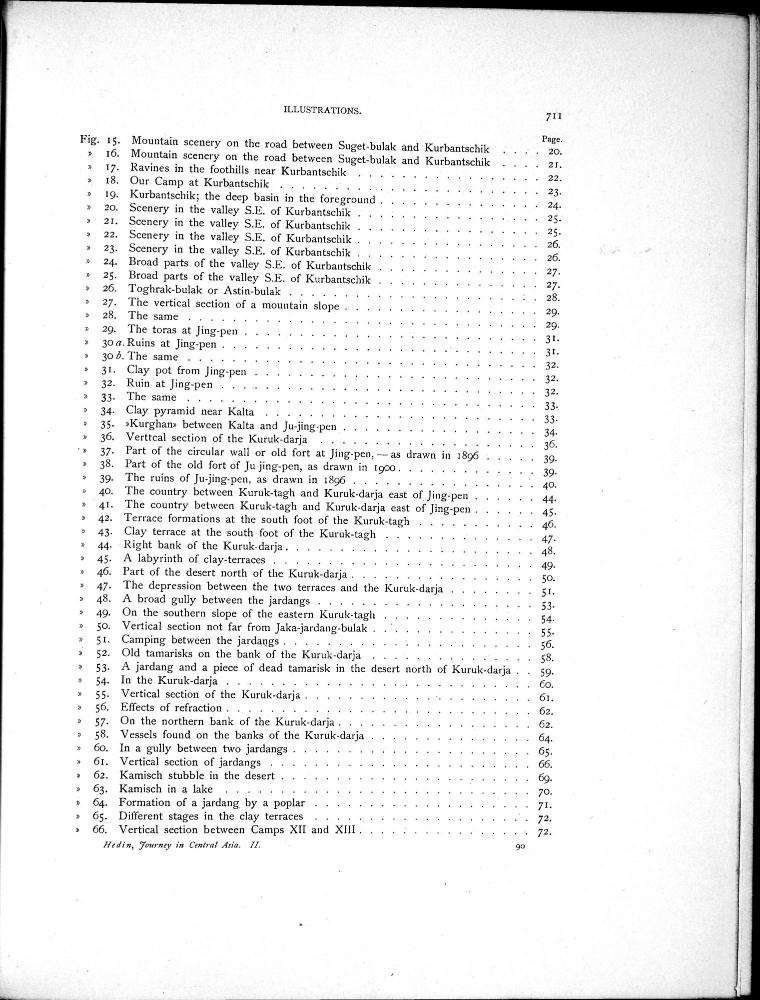 ILLUSTRATIONS.
711
Page.
Fig. 15. Mountain scenery on the road between Suget-bulak and Kurbantschik . . . . 20.
» 16. Mountain scenery on the road between Suget-bulak and Kurbantschik . . . . 21.
» 17. Ravines in the foothills near Kurbantschik . . . . . . . . . . . . . 22.
» 18. Our Camp at Kurbantschik . . . . . . . . . . . . . . . . . . 23.
» 19. Kurbantschik; the deep basin in the foreground . . . . . . . . . . . . 24.
» 20. Scenery in the valley S.E. of Kurbantschik . . . . . . . . . . . . . 25.
» 21. Scenery in the valley S.E. of Kurbantschik . . . . . . . . . . . . . 25.
» 22. Scenery in the valley S.E. of Kurbantschik . . . . . . . . . . . . . 26.
» 23. Scenery in the valley S.E. of Kurbantschik . . . . . . . . . . . . . 26.
» 24. Broad parts of the valley S.E. of Kurbantschik . . . . . . . . . . . . 27.
» 25. Broad parts of the valley S.E. of Kurbantschik . . . . . . . . . . . . 27.
» 26. Toghrak-bulak or Astin-bulak . . . . . . . . . . . . . . . . . . 28.
» 27. The vertical section of a mountain slope . . . . . . . . . . . . . . 29.
» 28. The same . . . . . . . . . . . . . . . . . . . . . . . . . 29.
» 29. The toras at Jing-pen . . . . . . . . . . . . . . . . . . . . . 31.
» 30 a. Ruins at Jing-pen . . . . . . . . . . . . . . . . . . . . . . 31.
» 30 b. The same . . . . . . . . . . . . . . . . . . . . . . . . . 32.
» 31. Clay pot from Jing-pen . . . . . . . . . . . . . . . . . . . . 32.
» 32. Ruin at Jing-pen . . . . . . . . . . . . . . . . . . . . . . 32.
» 33. The same . . . . . . . . . . . . . . . . . . . . . . . . . 33.
» 34. Clay pyramid near Kalta . . . . . . . . . . . . . . . . . . . 33.
» 35. »Kurghan» between Kalta and Ju-jing-pen . . . . . . . . . . . . . . 34.
» 36. Verttcal section of the Kuruk-darja . . . . . . . . . . . . . . . . 36.
» 37. Part of the circular wall or old fort at Jing-pen, — as drawn in 1896 . . . . . 39.
» 38. Part of the old fort of Ju jing-pen, as drawn in 1900 . . . . . . . . . . 39.
» 39. The ruins of Ju-jing-pen, as drawn in 1896 . . . . . . . . . . . . . 40.
» 40. The country between Kuruk-tagh and Kuruk-darja east of Jing-pen . . . . . . 44.
» 41. The country between Kuruk-tagh and Kuruk-darja east of Jing-pen . . . . . . 45.
» 42. Terrace formations at the south foot of the Kuruk-tagh . . . . . . . . . 46.
» 43. Clay terrace at the south foot of the Kuruk-tagh . . . . . . . . . . . 47.
» 44. Right bank of the Kuruk-darja . . . . . . . . . . . . . . . . . . 48.
» 45. A labyrinth of clay-terraces . . . . . . . . . . . . . . . . . . . 49.
» 46. Part of the desert north of the Kuruk-darja . . . . . . . . . . . . . 50.
» 47. The depression between the two terraces and the Kuruk-darja . . . . . . . 51.
» 48. A broad gully between the jardangs . . . . . . . . . . . . . . . . 53.
» 49. On the southern slope of the eastern Kuruk-tagh . . . . . . . . . . . 54.
» 50. Vertical section not far from Jaka-jardang-bulak . . . . . . . . . . . . 55.
» 51. Camping between the jardangs . . . . . . . . . . . . . . . . . . 56.
» 52. Old tamarisks on the bank of the Kuruk-darja . . . . . . . . . . . . 58.
» 53. A jardang and a piece of dead tamarisk in the desert north of Kuruk-darja . . 59.
» 54. In the Kuruk-darja . . . . . . . . . . . . . . . . . . . . . . 60.
» 55. Vertical section of the Kuruk-darja . . . . . . . . . . . . . . . . 61.
» 56. Effects of refraction . . . . . . . . . . . . . . . . . . . . . . 62.
» 57. On the northern bank of the Kuruk-darja . . . . . . . . . . . . . . 62.
» 58. Vessels found on the banks of the Kuruk-darja . . . . . . . . . . . . 64.
» 60. In a gully between two jardangs . . . . . . . . . . . . . . . . . 65.
» 61. Vertical section of jardangs . . . . . . . . . . . . . . . . . . . 66.
» 62. Kamisch stubble in the desert . . . . . . . . . . . . . . . . . . 69.
» 63. Kamisch in a lake . . . . . . . . . . . . . . . . . . . . . . 70.
» 64. Formation of a jardang by a poplar . . . . . . . . . . . . . . . . 71.
» 65. Different stages in the clay terraces . . . . . . . . . . . . . . . . 72.
» 66. Vertical section between Camps XII and XIII . . . . . . . . . . . . . 72.
Hedin, Journey in Central Asia. II.
90